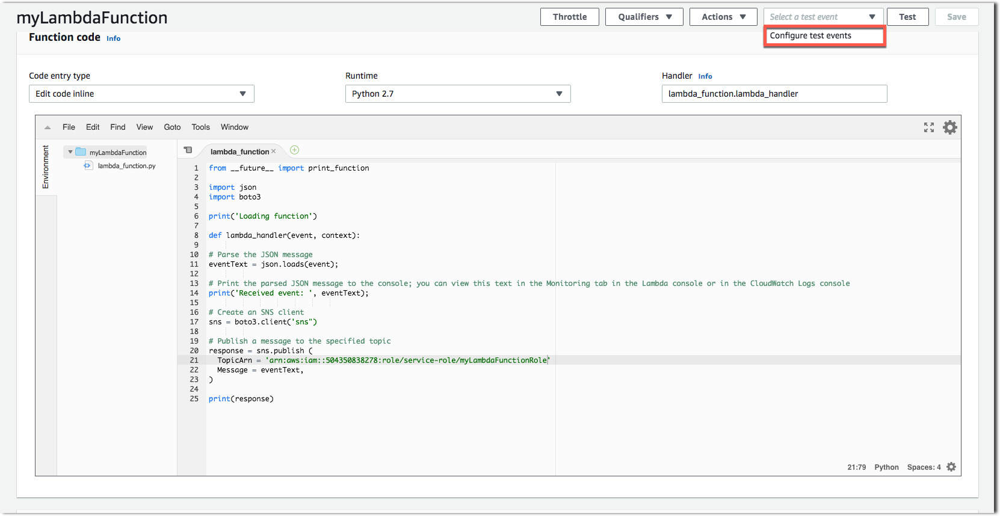 myLambdaFunction
Throttle
Qualifiers
Actions
Select a test event
Test
Save
Configure test events
Function code Info
Code entry type
Runtime
Handler Info
Edit code inline
Python 2.7
lambda_function.lambda_handler
File Edit Find View Goto Tools Window
Environment
myLambdaFunction
lambda_function.py
lambda_function
1 from __future__ import print_function
2
3 import json
4 import boto3
5
6 print('Loading function')
7
8 def lambda_handler(event, context):
9
10 # Parse the JSON message
11 eventText = json.loads(event);
12
13 # Print the parsed JSON message to the console; you can view this text in the Monitoring tab in the Lambda console or in the CloudWatch Logs console
14 print('Received event: ', eventText);
15
16 # Create an SNS client
17 sns = boto3.client('sns")
18
19 # Publish a message to the specified topic
20 response = sns.publish (
21 TopicArn = 'arn:aws:iam::504350838278:role/service-role/myLambdaFunctionRole'
22 Message = eventText,
23 )
24
25 print(response)
21:79 Python Spaces: 4